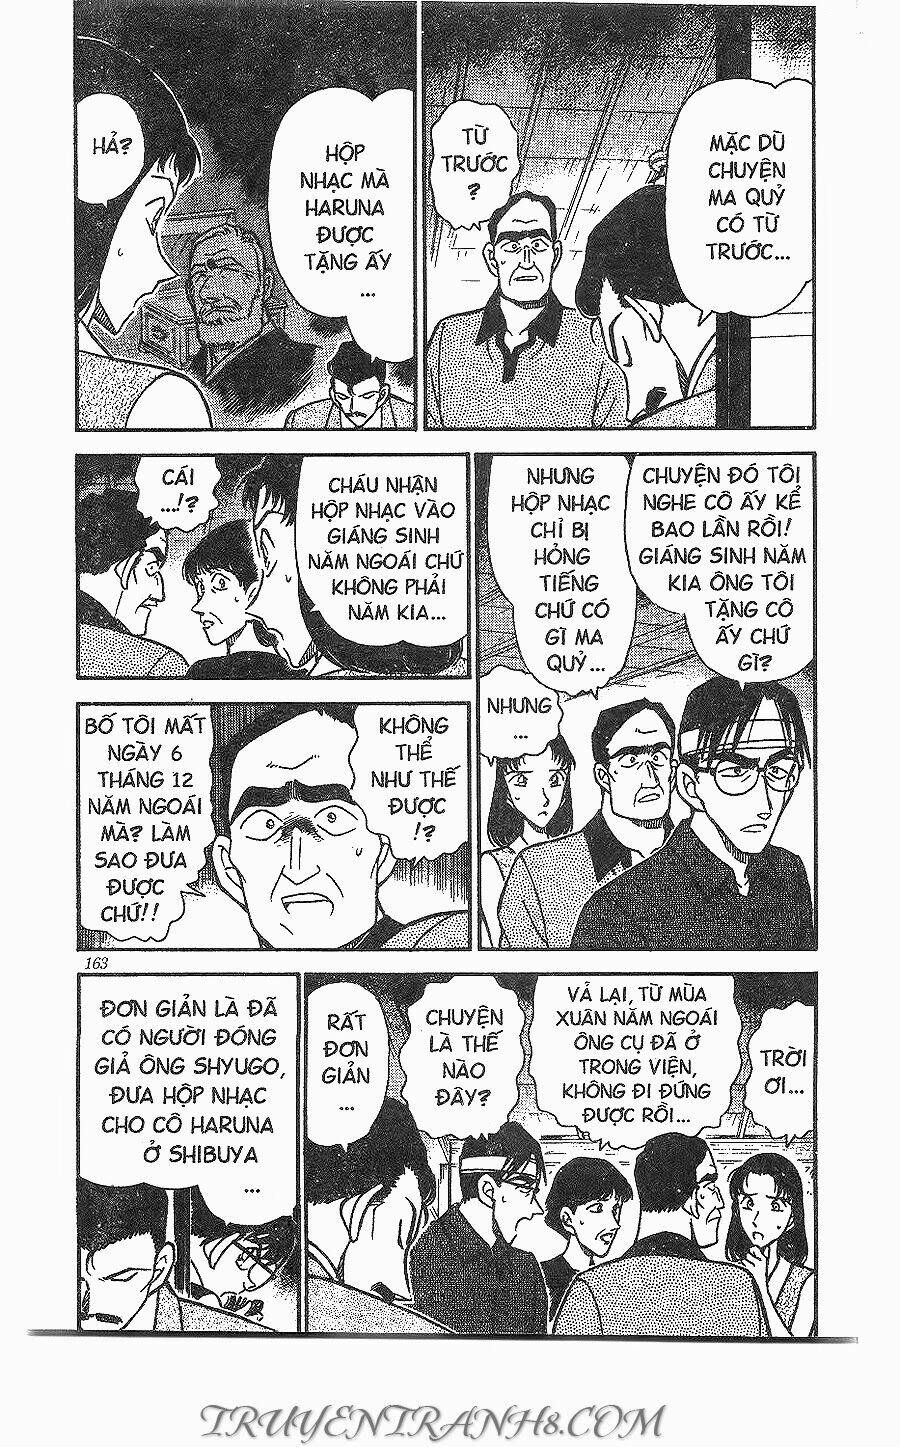 MẶC DÙ
CHUYỆN
MA QUỶ
CÓ TỪ
TRƯỚC...
TỪ
TRƯỚC
?
HỘP
NHẠC MÀ
HARUNA
ĐƯỢC
TẶNG ẤY
...
HẢ?
CHUYỆN ĐÓ TÔI
NGHE CÔ ẤY KỂ
BAO LẦN RỒI!
GIÁNG SINH NĂM
KIA ÔNG TÔI
TẶNG CÔ
ẤY CHỨ
GÌ?
NHƯNG
HỘP NHẠC
CHỈ BỊ
HỎNG
TIẾNG
CHỨ CÓ
GÌ MA
QUỶ...
NHƯNG
...
CHÁU NHẬN
HỘP NHẠC VÀO
GIÁNG SINH
NĂM NGOÁI CHỨ
KHÔNG PHẢI
NĂM KIA...
CÁI
...!?
KHÔNG
THỂ
NHƯ THẾ
ĐƯỢC
!?
BỐ TÔI MẤT
NGÀY 6
THÁNG 12
NĂM NGOÁI
MÀ? LÀM
SAO ĐƯA
ĐƯỢC
CHỨ!!
163
TRỜI
ƠI...
VẢ LẠI, TỪ MÙA
XUÂN NĂM NGOÁI
ÔNG CỤ ĐÃ Ở
TRONG VIỆN,
KHÔNG ĐI ĐỨNG
ĐƯỢC RỒI...
CHUYỆN
LÀ THẾ
NÀO
ĐÂY?
RẤT
ĐƠN
GIẢN
...
ĐƠN GIẢN LÀ ĐÃ
CÓ NGƯỜI ĐÓNG
GIẢ ÔNG SHYUGO,
ĐƯA HỘP NHẠC
CHO CÔ HARUNA
Ở SHIBUYA
...
TRUYENTRANH8.COM